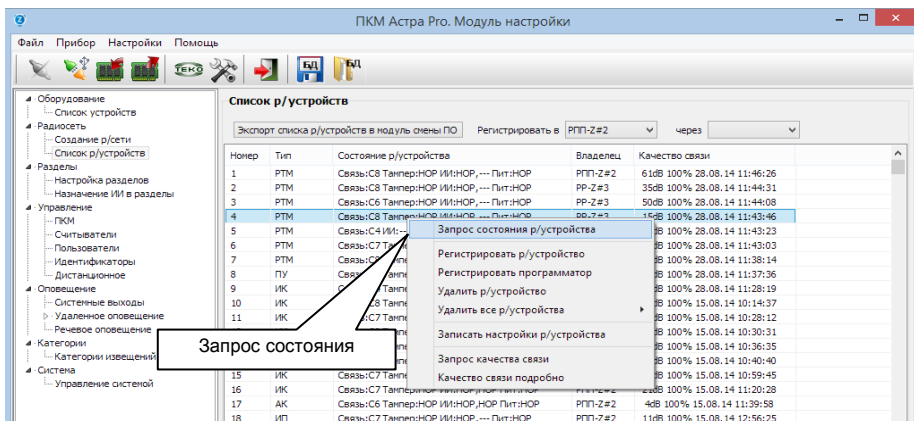 ПКМ Астра Pro. Модуль настройки
Файл Прибор Настройки Помощь
ТЕКО БД БД
Оборудование
Список устройств
Радиосеть
Создание р/сети
Список р/устройств
Разделы
Настройка разделов
Назначение ИИ в разделы
Управление
ПКМ
Считыватели
Пользователи
Идентификаторы
Дистанционное
Оповещение
Системные выходы
Удаленное оповещение
Речевое оповещение
Категории
Категории извещений
Система
Управление системой
Список р/устройств
Экспорт списка р/устройств в модуль смены ПО Регистрировать в РПП-Z#2 через
Номер Тип Состояние р/устройства Владелец Качество связи
1 РТМ Связь:C8 Тампер:НОР ИИ:НОР,--- Пит:НОР РПП-Z#2 61dB 100% 28.08.14 11:46:26
2 РТМ Связь:C8 Тампер:НОР ИИ:НОР,--- Пит:НОР РР-Z#3 35dB 100% 28.08.14 11:44:31
3 РТМ Связь:C6 Тампер:НОР ИИ:НОР,--- Пит:НОР РР-Z#3 50dB 100% 28.08.14 11:44:08
4 РТМ Связь:C8 Тампер:НОР ИИ:НОР,--- Пит:НОР РР-Z#3 15dB 100% 28.08.14 11:43:46
5 РТМ Связь:C4 ИИ:-- dB 100% 28.08.14 11:43:23
6 РТМ Связь:C7 dB 100% 28.08.14 11:43:03
7 РТМ dB 100% 28.08.14 11:38:14
8 ПУ dB 100% 28.08.14 11:37:36
9 ИК dB 100% 28.08.14 11:28:19
10 ИК C8 dB 100% 15.08.14 10:14:37
11 ИК dB 100% 15.08.14 10:28:12
dB 100% 15.08.14 10:30:31
dB 100% 15.08.14 10:36:35
dB 100% 15.08.14 10:40:40
15 ИК Связь:C7 dB 100% 15.08.14 10:59:45
16 ИК Связь:C7 Тампер:НОР ИИ:НОР,НОР Пит:НОР РПП-Z#2 21dB 100% 15.08.14 11:20:28
17 АК Связь:C6 Тампер:НОР ИИ:НОР,НОР Пит:НОР РПП-Z#2 4dB 100% 15.08.14 11:39:58
18 ИП Связь:C7 Тампер:НОР ИИ:НОР,--- Пит:НОР РПП-Z#2 11dB 100% 15.08.14 12:56:25
Запрос состояния р/устройства
Регистрировать р/устройство
Регистрировать программатор
Удалить р/устройство
Удалить все р/устройства
Записать настройки р/устройства
Запрос качества связи
Качество связи подробно
Запрос состояния